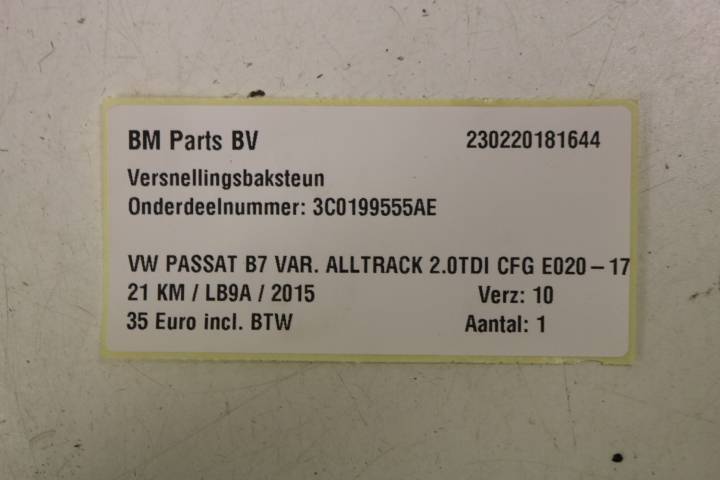 BM Parts BV 230220181644
Versnellingsbaksteun
Onderdeelnummer: 3C0199555AE
VW PASSAT B7 VAR. ALLTRACK 2.0TDI CFG E020-17
21 KM / LB9A / 2015 Verz: 10
35 Euro incl. BTW Aantal: 1